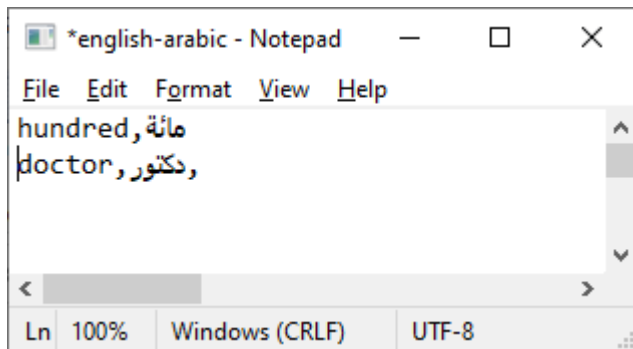 *english-arabic - Notepad
File Edit Format View Help
hundred,مائة
doctor,دكتور,
Ln 100% Windows (CRLF) UTF-8